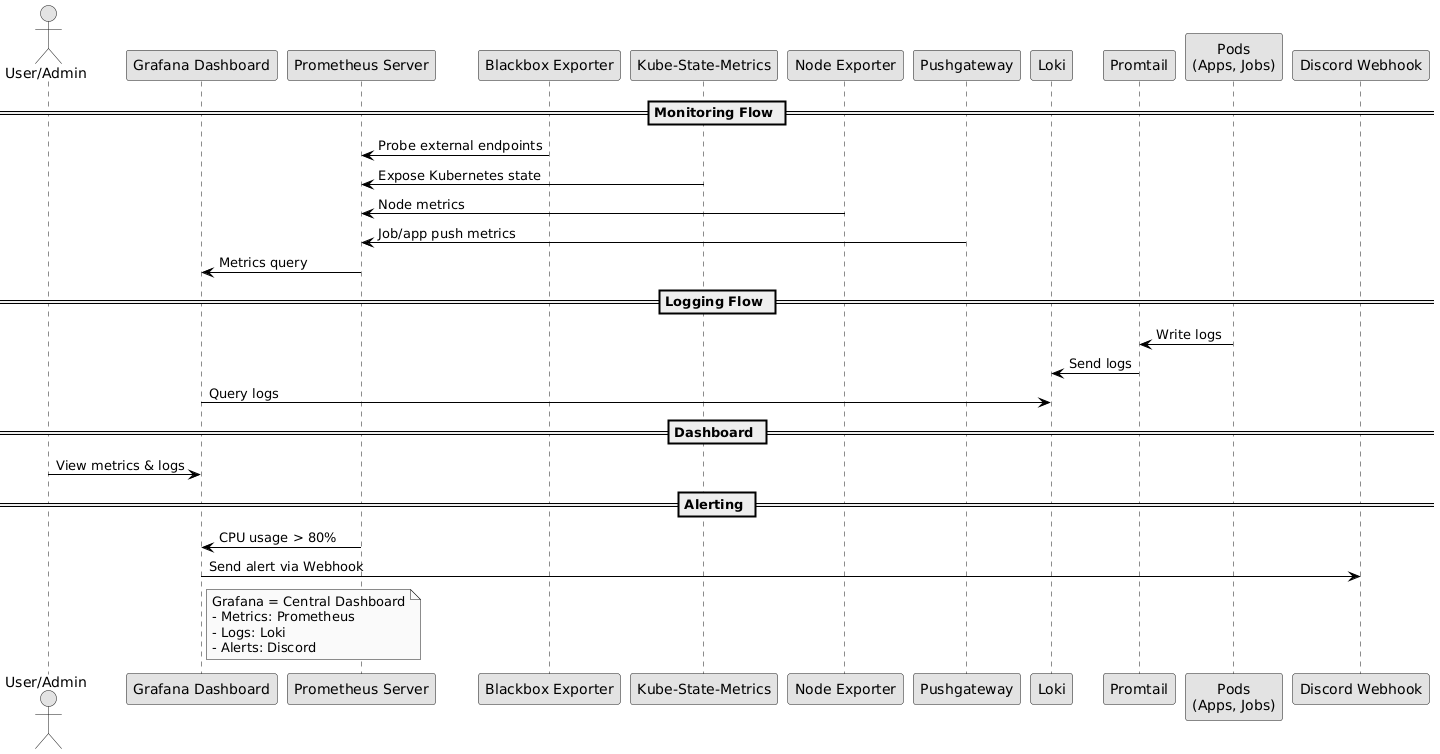 User/Admin
Grafana Dashboard
Prometheus Server
Blackbox Exporter
Kube-State-Metrics
Node Exporter
Pushgateway
Loki
Promtail
Pods
(Apps, Jobs)
Discord Webhook
Monitoring Flow
Probe external endpoints
Expose Kubernetes state
Node metrics
Job/app push metrics
Metrics query
Logging Flow
Write logs
Send logs
Query logs
Dashboard
View metrics & logs
Alerting
CPU usage > 80%
Send alert via Webhook
Grafana = Central Dashboard
- Metrics: Prometheus
- Logs: Loki
- Alerts: Discord
User/Admin
Grafana Dashboard
Prometheus Server
Blackbox Exporter
Kube-State-Metrics
Node Exporter
Pushgateway
Loki
Promtail
Pods
(Apps, Jobs)
Discord Webhook